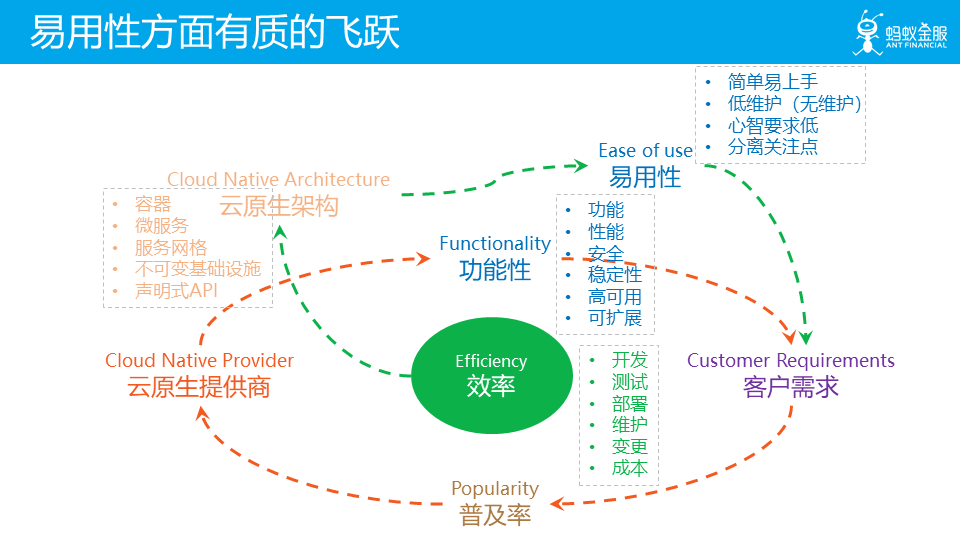 易用性方面有质的飞跃
蚂蚁金服
ANT FINANCIAL
• 简单易上手
• 低维护（无维护）
• 心智要求低
• 分离关注点
Ease of use
易用性
Cloud Native Architecture
云原生架构
• 容器
• 微服务
• 服务网格
• 不可变基础设施
• 声明式API
• 功能
• 性能
• 安全
• 稳定性
• 高可用
• 可扩展
Functionality
功能性
Cloud Native Provider
云原生提供商
Efficiency
效率
• 开发
• 测试
• 部署
• 维护
• 变更
• 成本
Customer Requirements
客户需求
Popularity
普及率